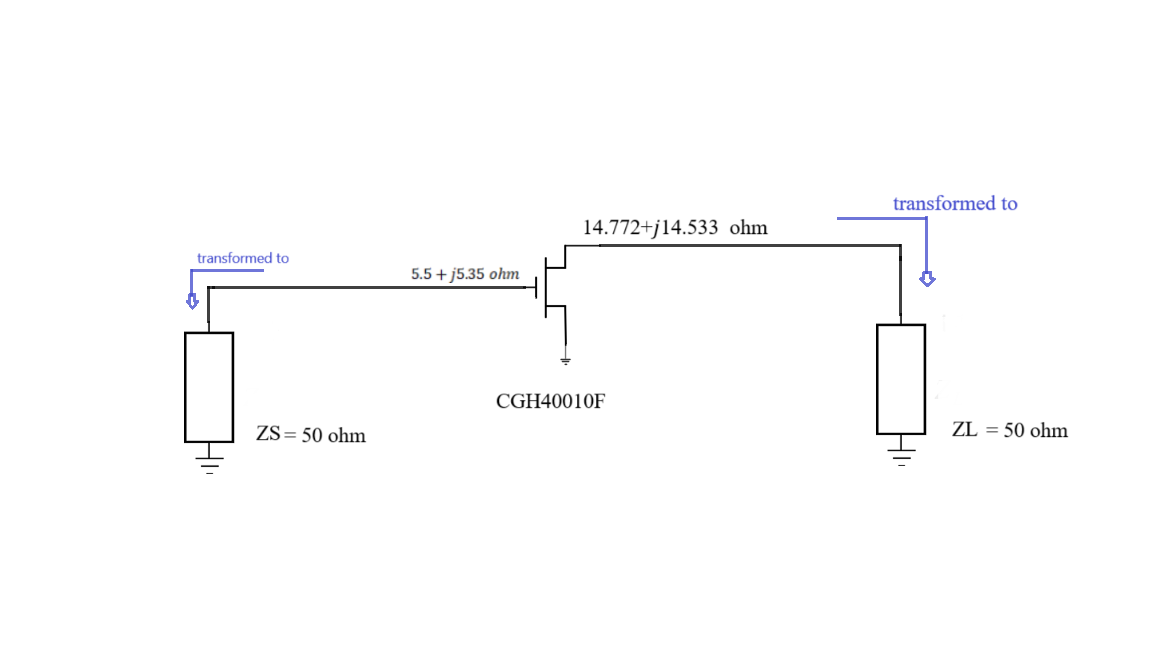 transformed to
14.772+j14.533 ohm
transformed to
5.5 + j5.35 ohm
CGH40010F
ZS = 50 ohm
ZL = 50 ohm